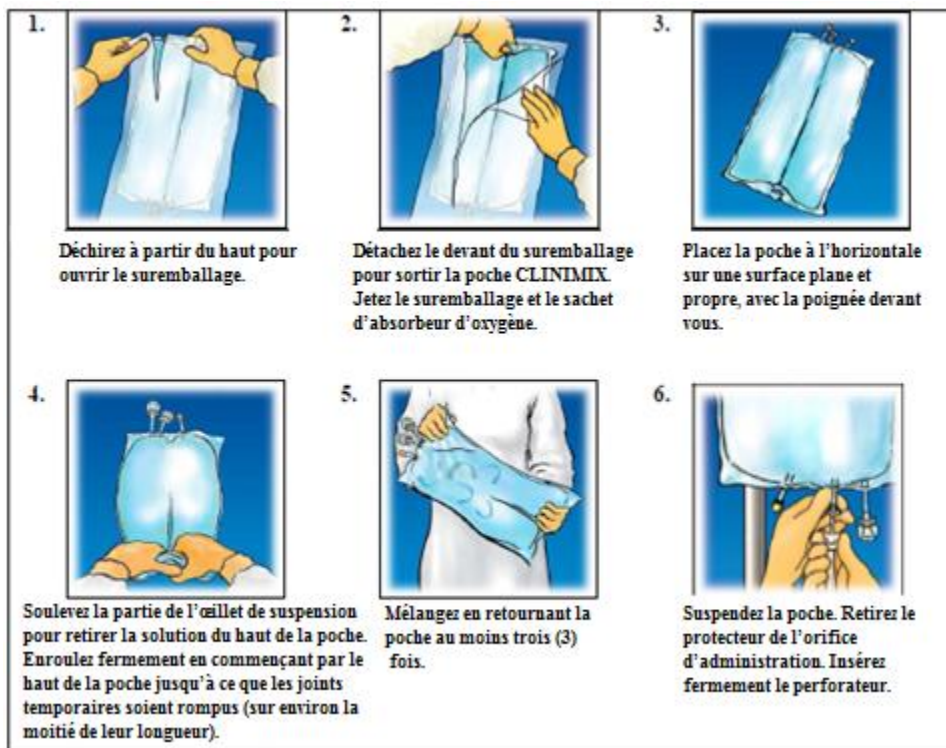 1.
Déchirez à partir du haut pour
ouvrir le suremballage.
2.
Détachez le devant du suremballage
pour sortir la poche CLINIMIX.
Jetez le suremballage et le sachet
d’absorbeur d’oxygène.
3.
Placez la poche à l’horizontale
sur une surface plane et
propre, avec la poignée devant
vous.
4.
Soulevez la partie de l’œillet de suspension
pour retirer la solution du haut de la poche.
Enroulez fermement en commençant par le
haut de la poche jusqu’à ce que les joints
temporaires soient rompus (sur environ la
moitié de leur longueur).
5.
Mélangez en retournant la
poche au moins trois (3)
fois.
6.
Suspendez la poche. Retirez le
protecteur de l’orifice
d’administration. Insérez
fermement le perforateur.